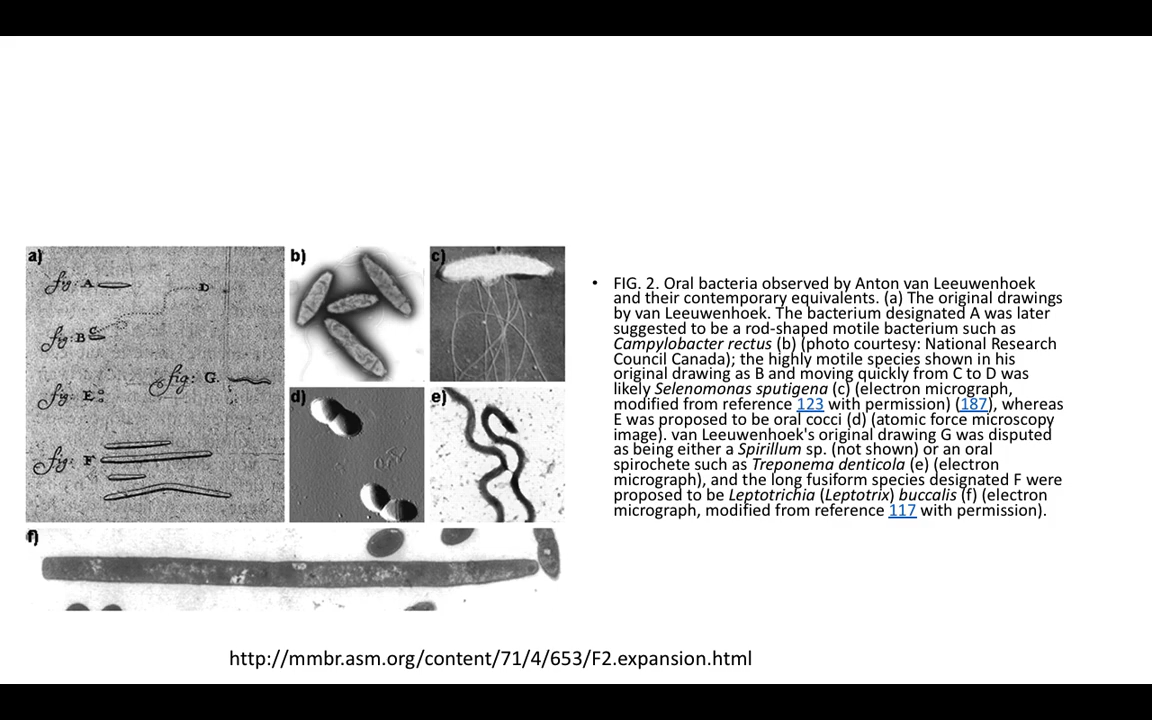 a)
fig: A
D
fig: B C
fig: G.
E
fig: F
b)
c)
d)
e)
f)
• FIG. 2. Oral bacteria observed by Anton van Leeuwenhoek
and their contemporary equivalents. (a) The original drawings
by van Leeuwenhoek. The bacterium designated A was later
suggested to be a rod-shaped motile bacterium such as
Campylobacter rectus (b) (photo courtesy: National Research
Council Canada); the highly motile species shown in his
original drawing as B and moving quickly from C to D was
likely Selenomonas sputigena (c) (electron micrograph,
modified from reference 123 with permission) (187), whereas
E was proposed to be oral cocci (d) (atomic force microscopy
image). van Leeuwenhoek's original drawing G was disputed
as being either a Spirillum sp. (not shown) or an oral
spirochete such as Treponema denticola (e) (electron
micrograph), and the long fusiform species designated F were
proposed to be Leptotrichia (Leptotrix) buccalis (f) (electron
micrograph, modified from reference 117 with permission).
http://mmbr.asm.org/content/71/4/653/F2.expansion.html